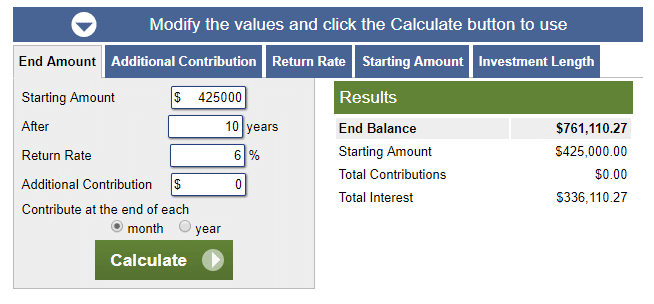 Modify the values and click the Calculate button to use
End Amount Additional Contribution Return Rate Starting Amount Investment Length
Starting Amount $ 425000
After 10 years
Return Rate 6 %
Additional Contribution $ 0
Contribute at the end of each
month year
Calculate
Results
End Balance $761,110.27
Starting Amount $425,000.00
Total Contributions $0.00
Total Interest $336,110.27